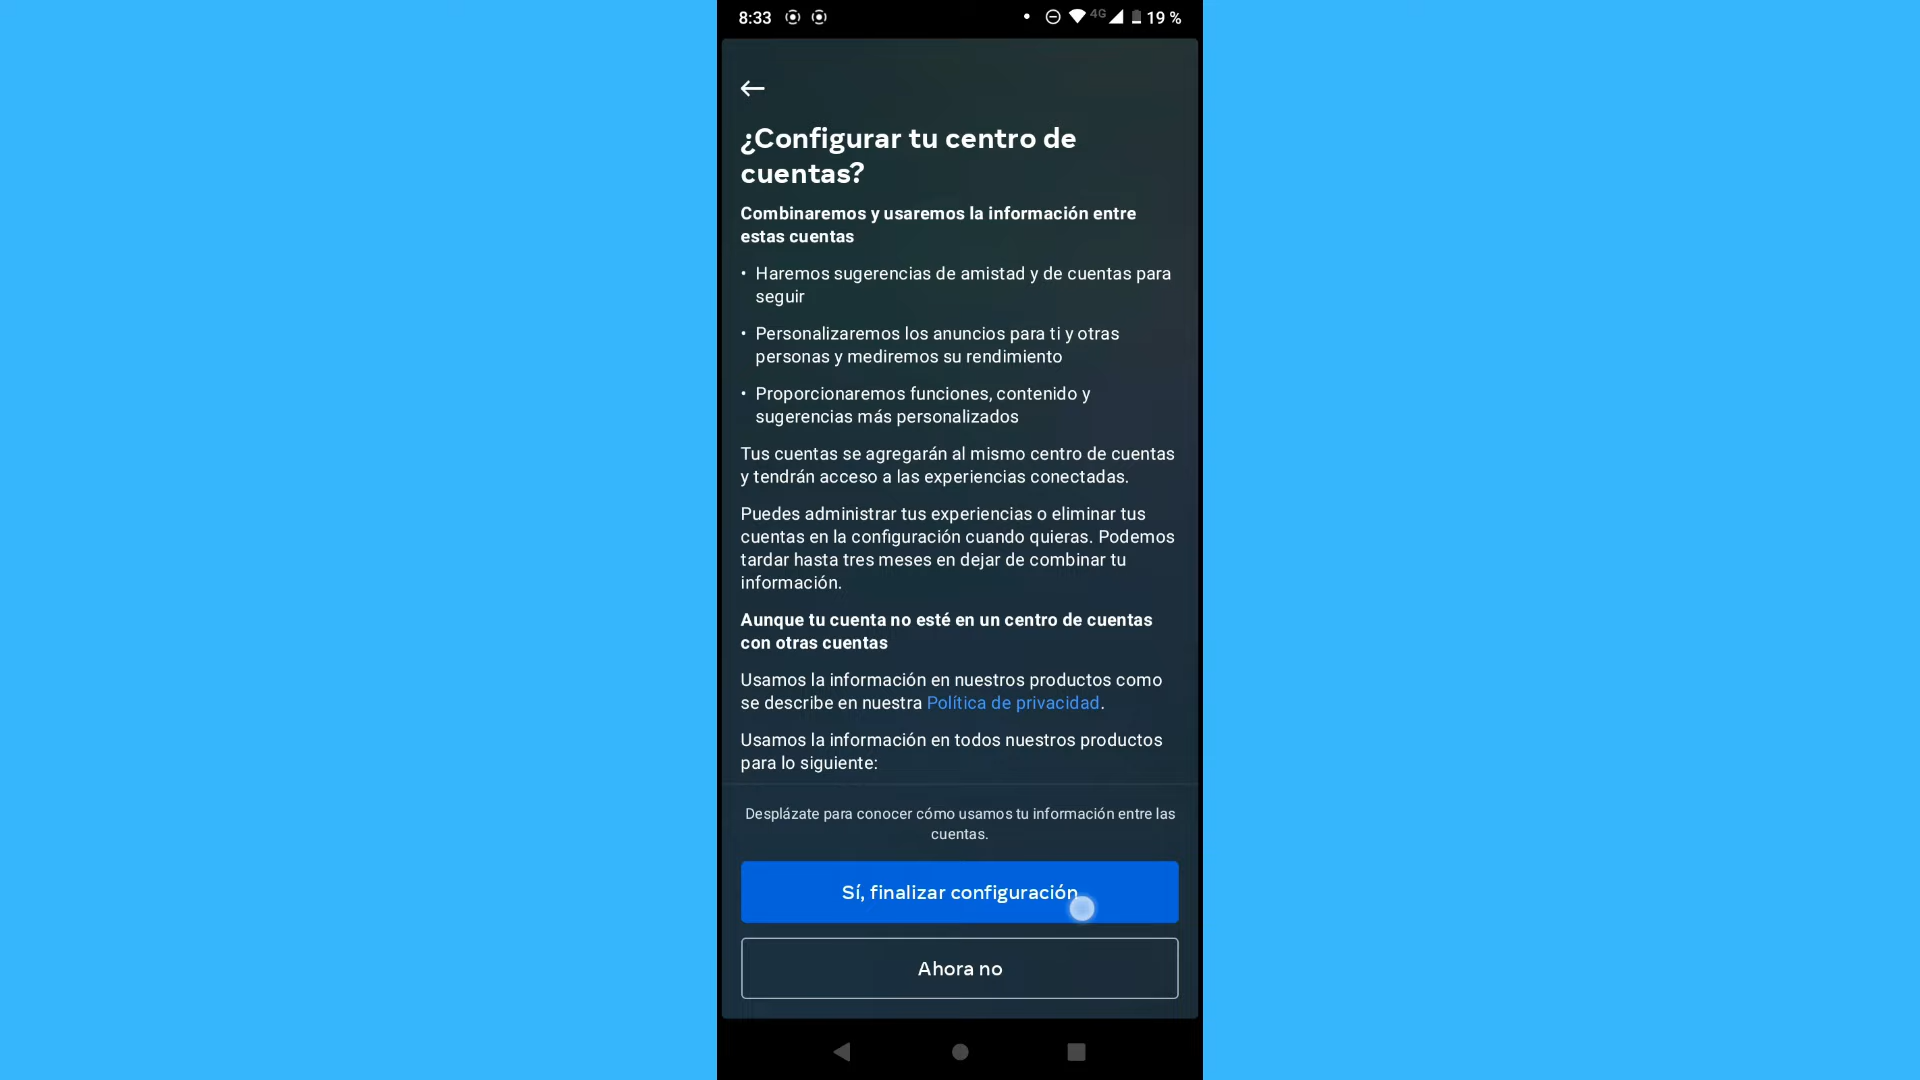 8:33
4G
19 %
¿Configurar tu centro de
cuentas?
Combinaremos y usaremos la información entre
estas cuentas
• Haremos sugerencias de amistad y de cuentas para
seguir
• Personalizaremos los anuncios para ti y otras
personas y mediremos su rendimiento
• Proporcionaremos funciones, contenido y
sugerencias más personalizados
Tus cuentas se agregarán al mismo centro de cuentas
y tendrán acceso a las experiencias conectadas.
Puedes administrar tus experiencias o eliminar tus
cuentas en la configuración cuando quieras. Podemos
tardar hasta tres meses en dejar de combinar tu
información.
Aunque tu cuenta no esté en un centro de cuentas
con otras cuentas
Usamos la información en nuestros productos como
se describe en nuestra Política de privacidad.
Usamos la información en todos nuestros productos
para lo siguiente:
Desplázate para conocer cómo usamos tu información entre las
cuentas.
Sí, finalizar configuración
Ahora no